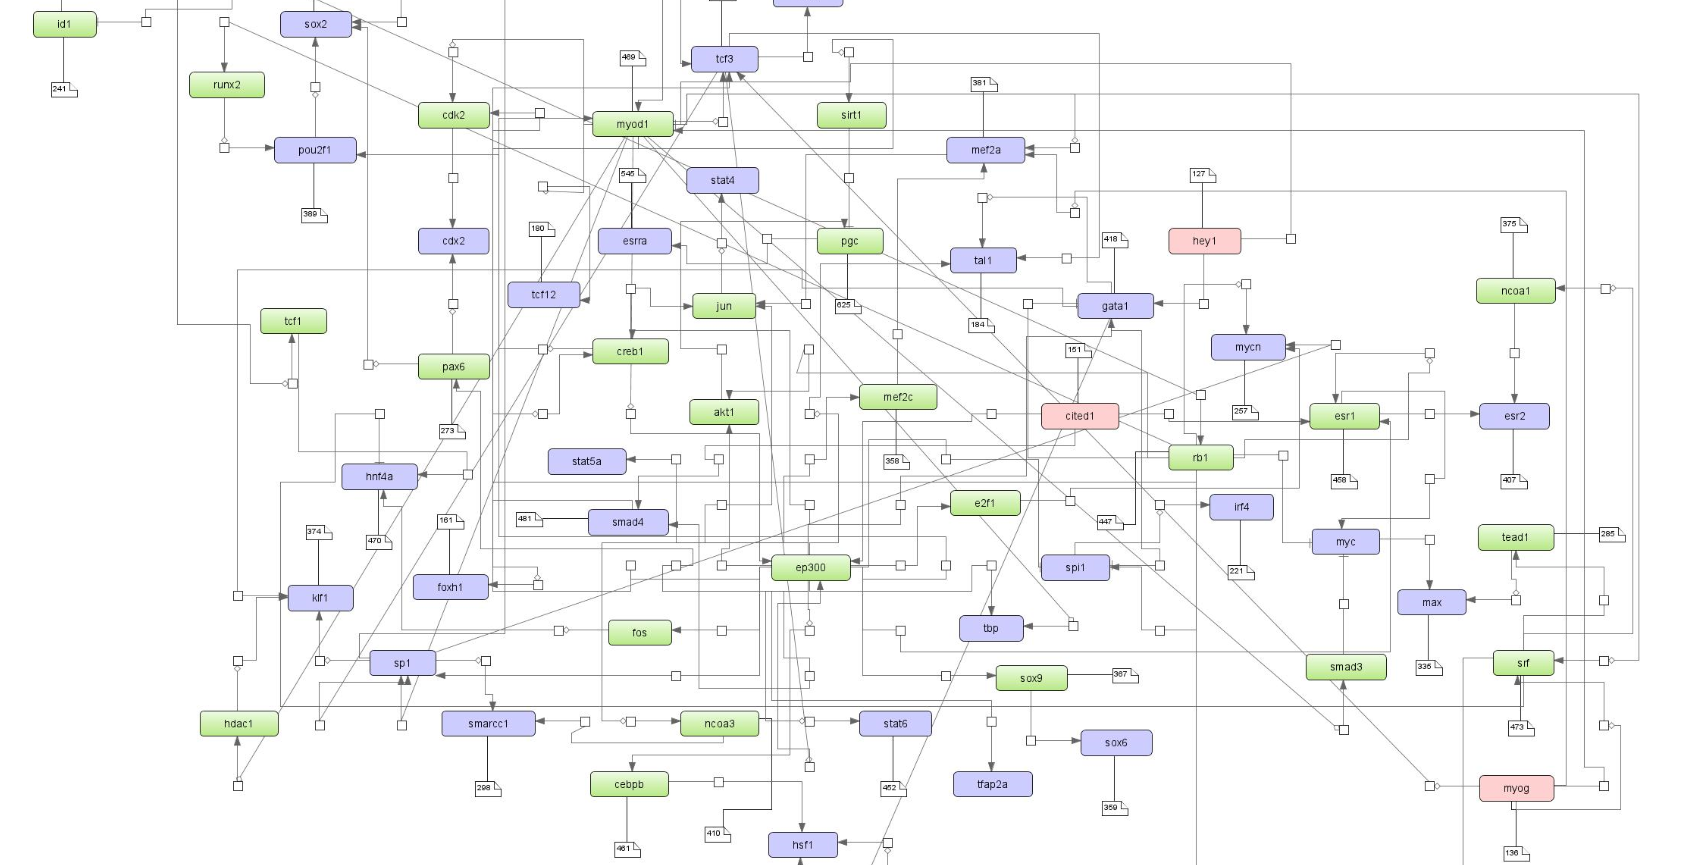 id1
sox2
241
runx2
469
tcf3
381
cdk2
myod1
sirt1
pou2f1
mef2a
389
545
stat4
127
180
375
cdx2
esrra
pgc
418
hey1
tal1
tcf12
ncoa1
jun
625
gata1
tcf1
184
creb1
151
mycn
pax6
akt1
mef2c
257
cited1
esr1
esr2
273
stat5a
358
rb1
hnf4a
458
407
e2f1
irf4
374
161
481
smad4
447
470
myc
tead1
285
ep300
spi1
221
foxh1
klf1
max
fos
tbp
sp1
336
smad3
srf
sox9
367
hdac1
smarcc1
ncoa3
stat6
473
sox6
298
cebpb
452
tfap2a
myog
359
410
461
hsf1
136